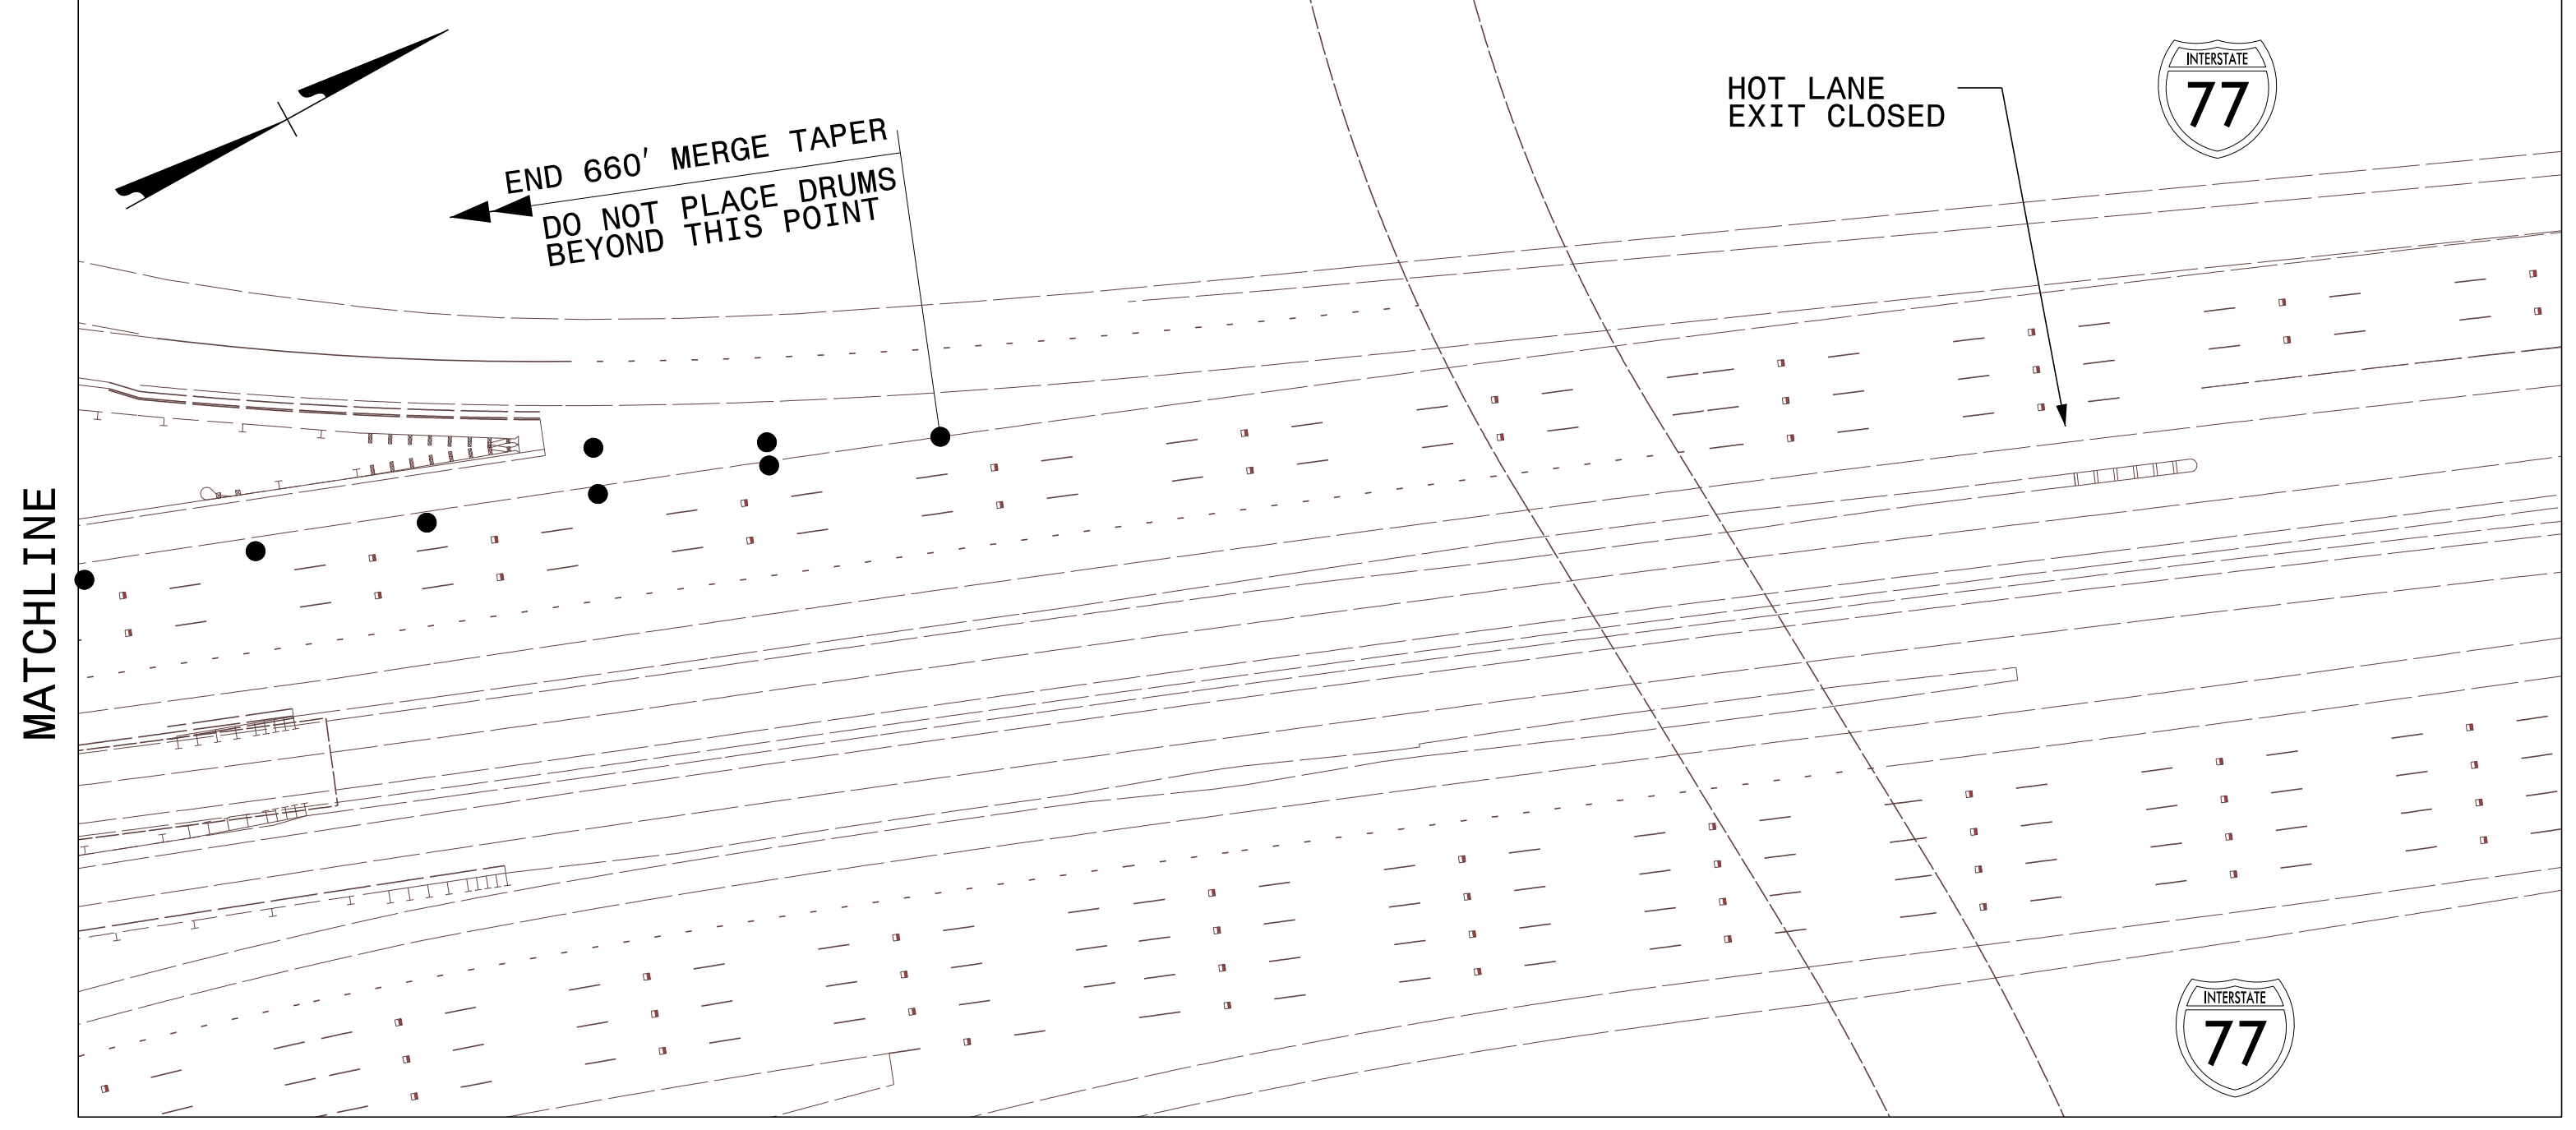 HOT LANE
EXIT CLOSED
INTERSTATE
77
END 660' MERGE TAPER
DO NOT PLACE DRUMS
BEYOND THIS POINT
MATCHLINE
INTERSTATE
77